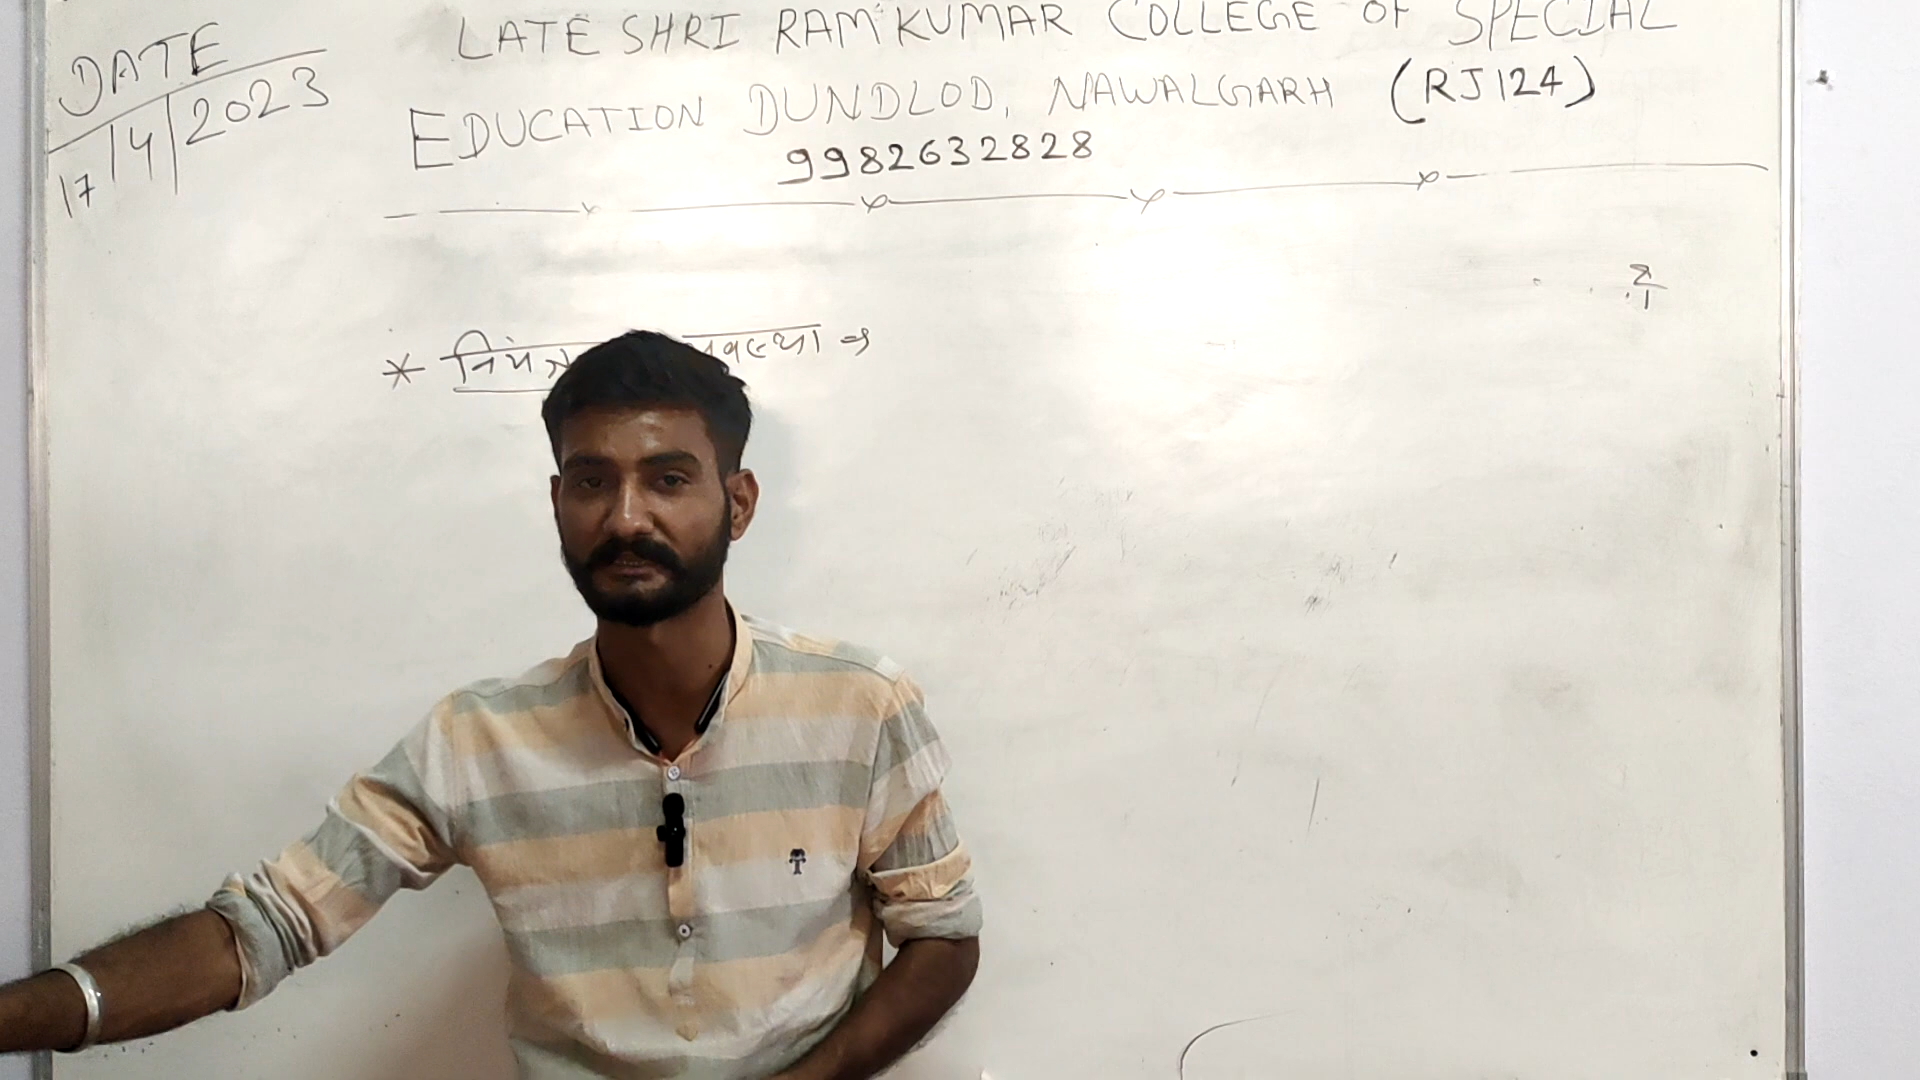 DATE
17/4/2023
LATE SHRI RAM KUMAR COLLEGE OF SPECIAL
EDUCATION DUNDLOD, NAWALGARH (RJ124)
9982632828